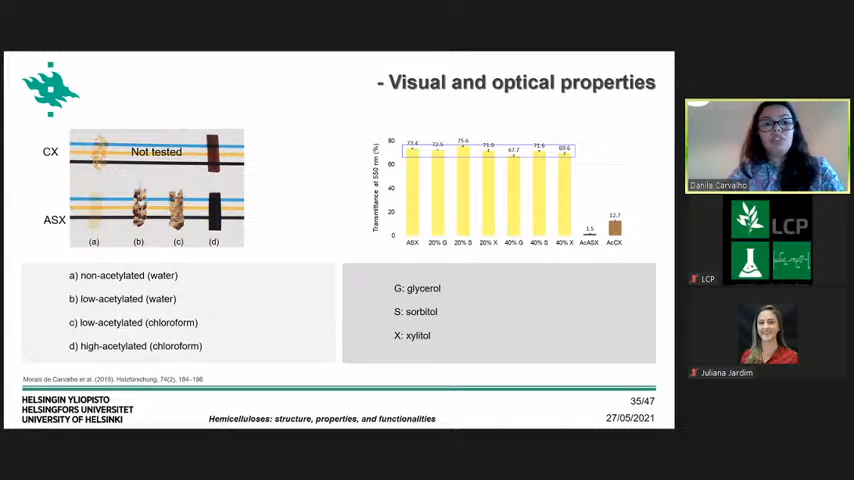 - Visual and optical properties
CX
Not tested
ASX
(a)
(b)
(c)
(d)
Transmittance at 550 nm (%)
80
60
40
20
0
73.4
72.5
75.6
71.9
67.7
71.6
69.6
1.5
12.7
ASX
20% G
20% S
20% X
40% G
40% S
40% X
AcASX
AcCX
a) non-acetylated (water)
b) low-acetylated (water)
c) low-acetylated (chloroform)
d) high-acetylated (chloroform)
G: glycerol
S: sorbitol
X: xylitol
Morais de Carvalho et al. (2019). Holzforschung, 74(2), 184–196.
HELSINGIN YLIOPISTO
HELSINGFORS UNIVERSITET
UNIVERSITY OF HELSINKI
Hemicelluloses: structure, properties, and functionalities
35/47
27/05/2021
Danila Carvalho
LCP
LCP
Juliana Jardim